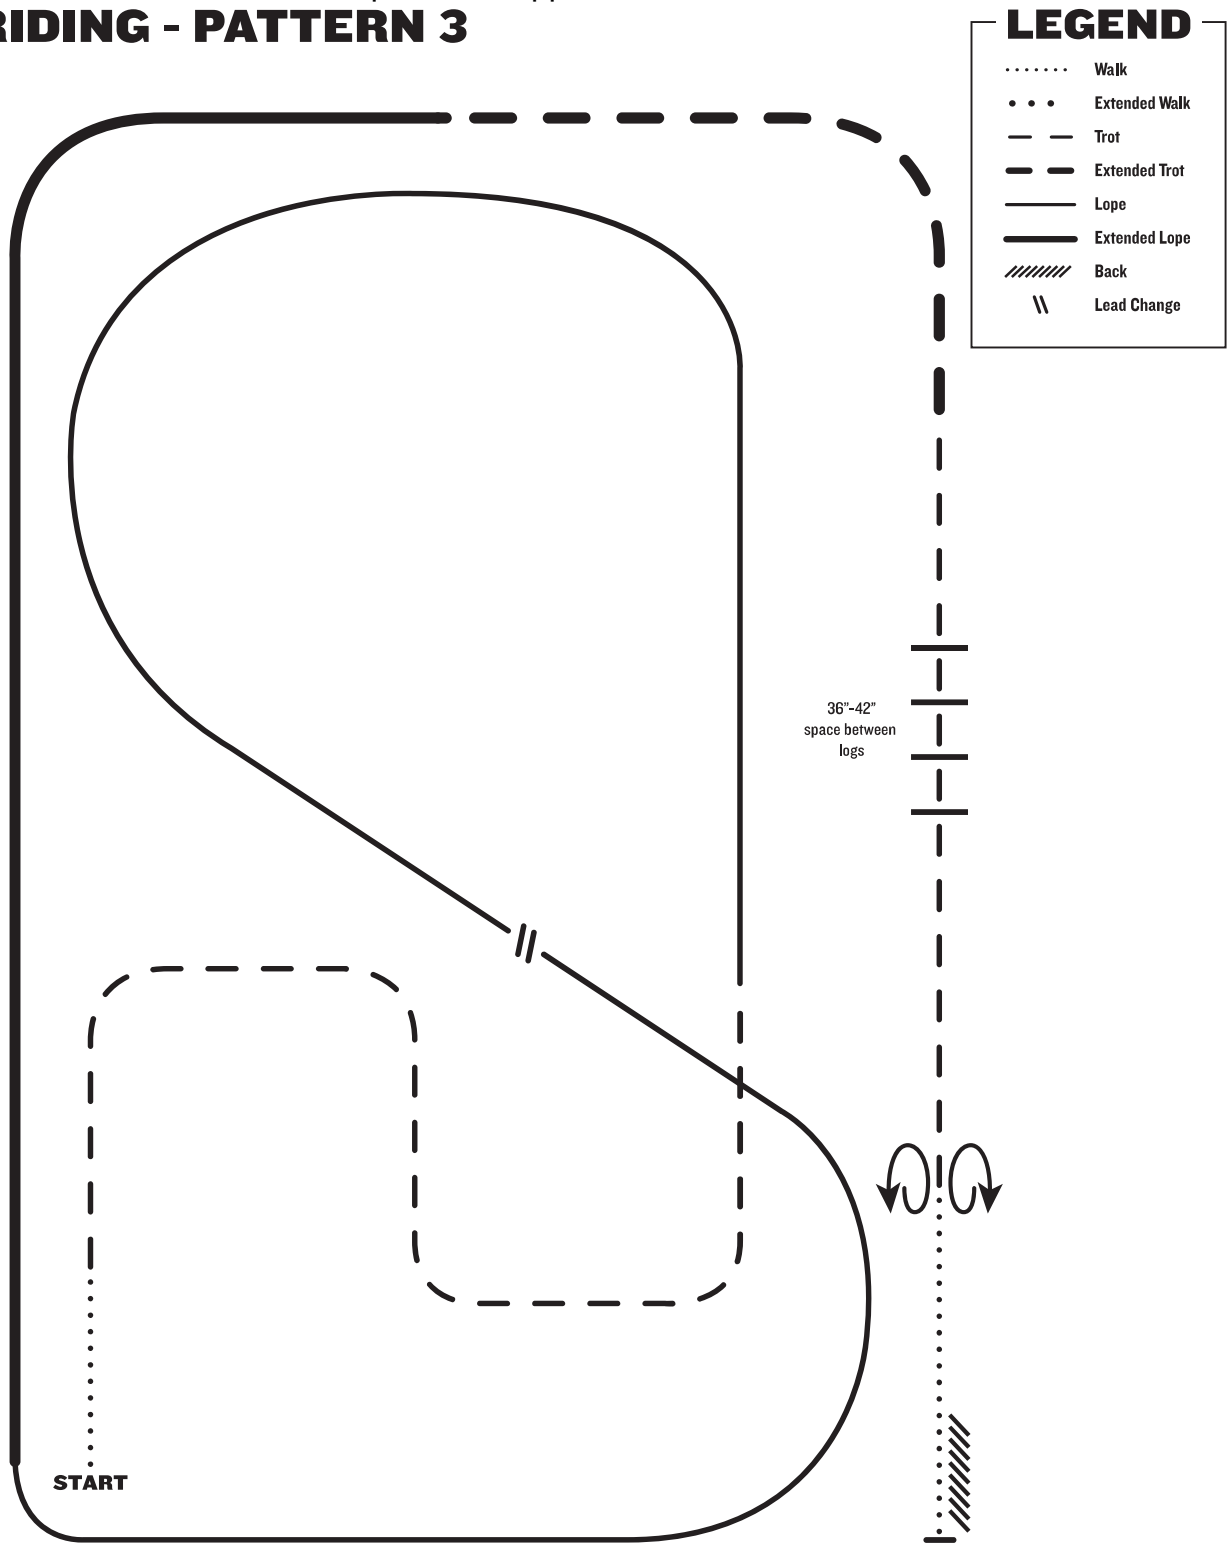 RIDING - PATTERN 3
LEGEND
Walk
Extended Walk
Trot
Extended Trot
Lope
Extended Lope
Back
Lead Change
36”-42”
space between
logs
START